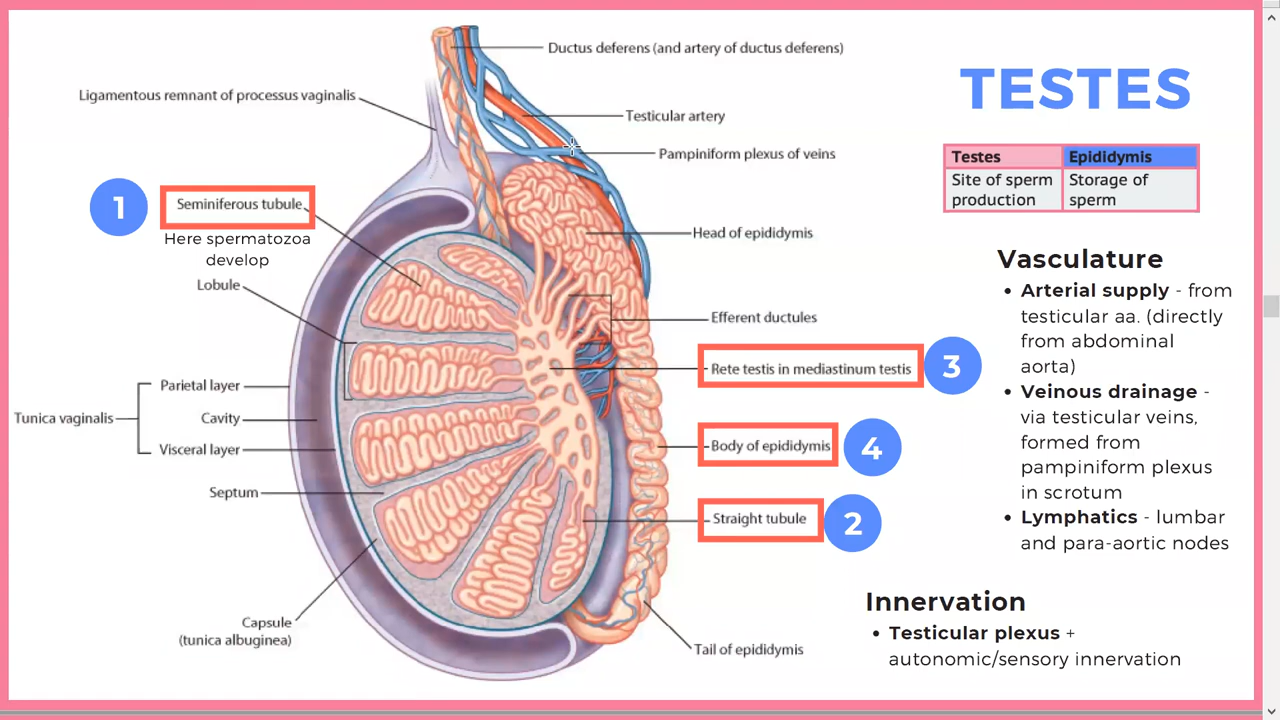 TESTES
Ductus deferens (and artery of ductus deferens)
Ligamentous remnant of processus vaginalis
Testicular artery
Pampiniform plexus of veins
1
Seminiferous tubule
Here spermatozoa
develop
Lobule
Head of epididymis
Efferent ductules
Rete testis in mediastinum testis
3
Parietal layer
Tunica vaginalis
Cavity
Visceral layer
Body of epididymis
4
Septum
Straight tubule
2
Capsule
(tunica albuginea)
Tail of epididymis
Testes
Epididymis
Site of sperm
production
Storage of
sperm
Vasculature
• Arterial supply - from
testicular aa. (directly
from abdominal
aorta)
• Veinous drainage -
via testicular veins,
formed from
pampiniform plexus
in scrotum
• Lymphatics - lumbar
and para-aortic nodes
Innervation
• Testicular plexus +
autonomic/sensory innervation